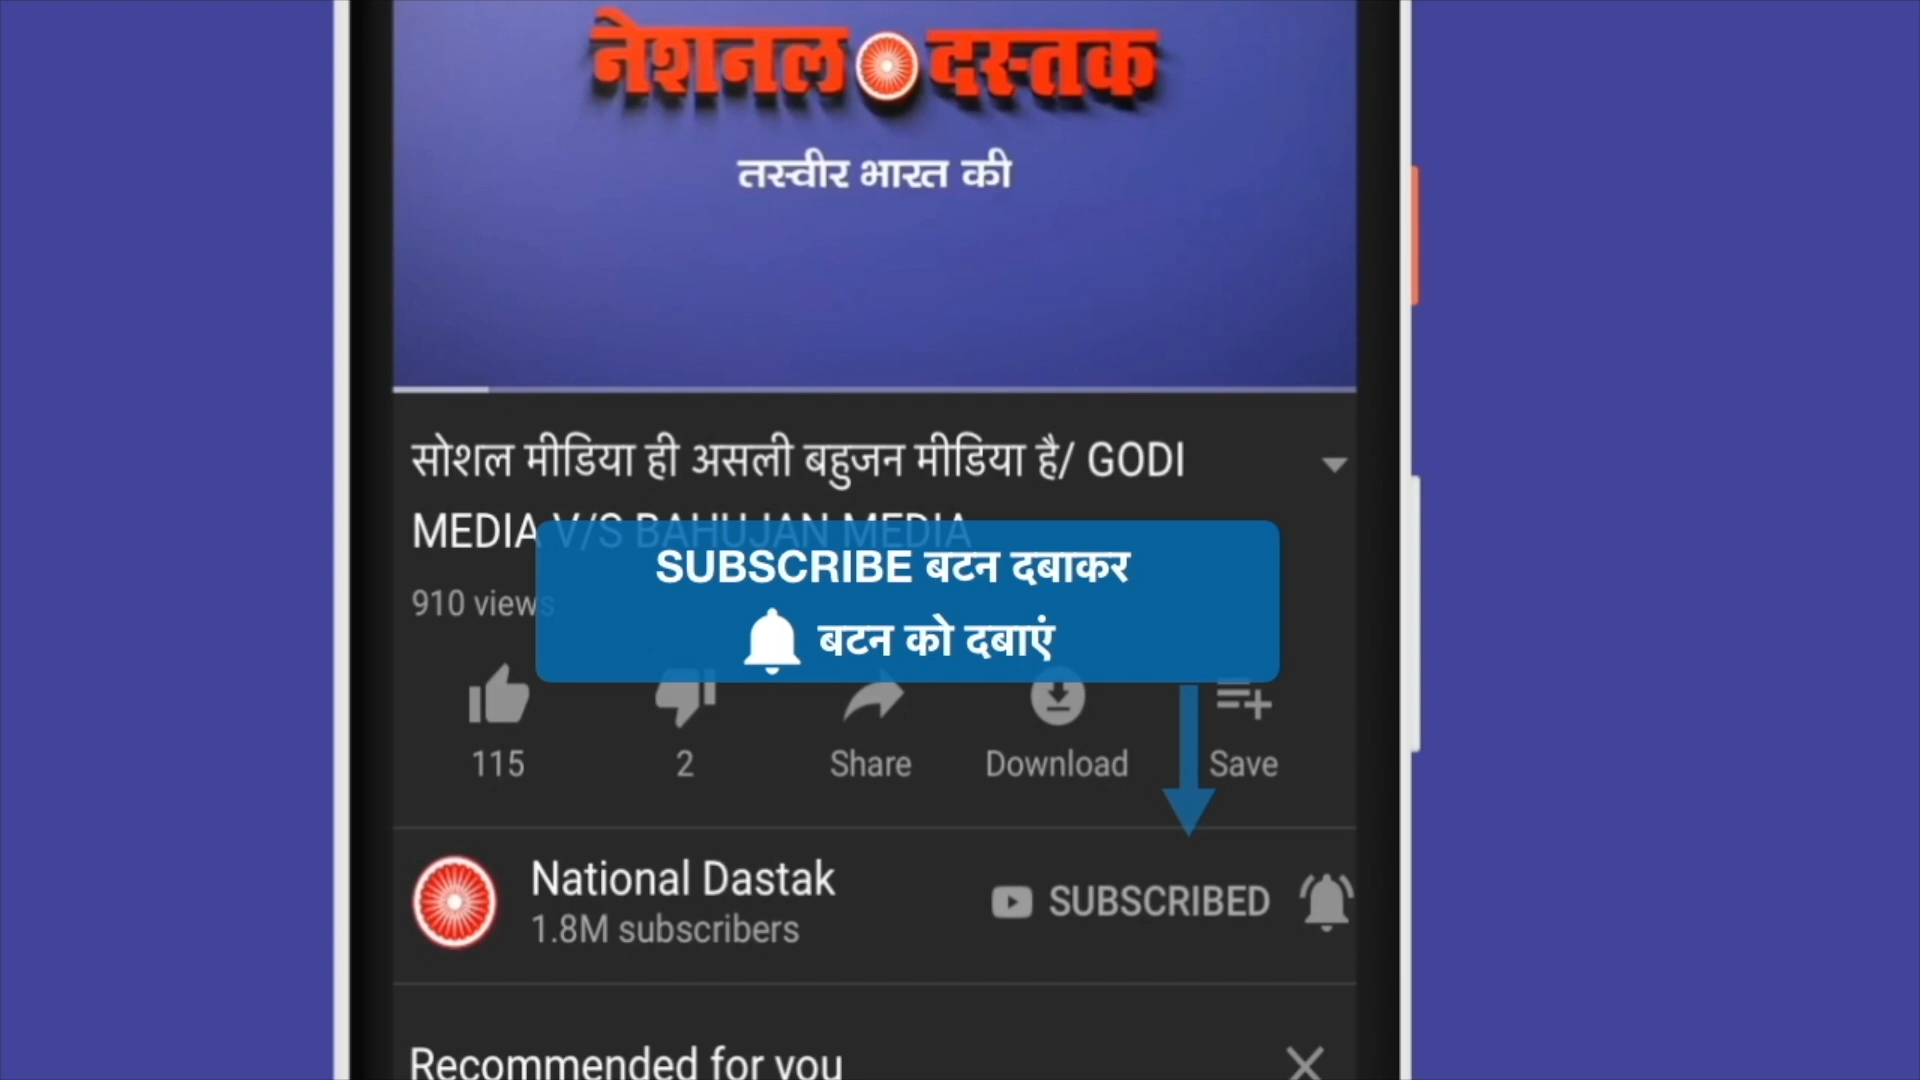 नेशनल दस्तक
तस्वीर भारत की
सोशल मीडिया ही असली बहुजन मीडिया है/ GODI
MEDIA V/S BAHUJAN MEDIA
SUBSCRIBE बटन दबाकर
बटन को दबाएं
910 views
115
2
Share
Download
Save
National Dastak
1.8M subscribers
SUBSCRIBED
Recommended for you